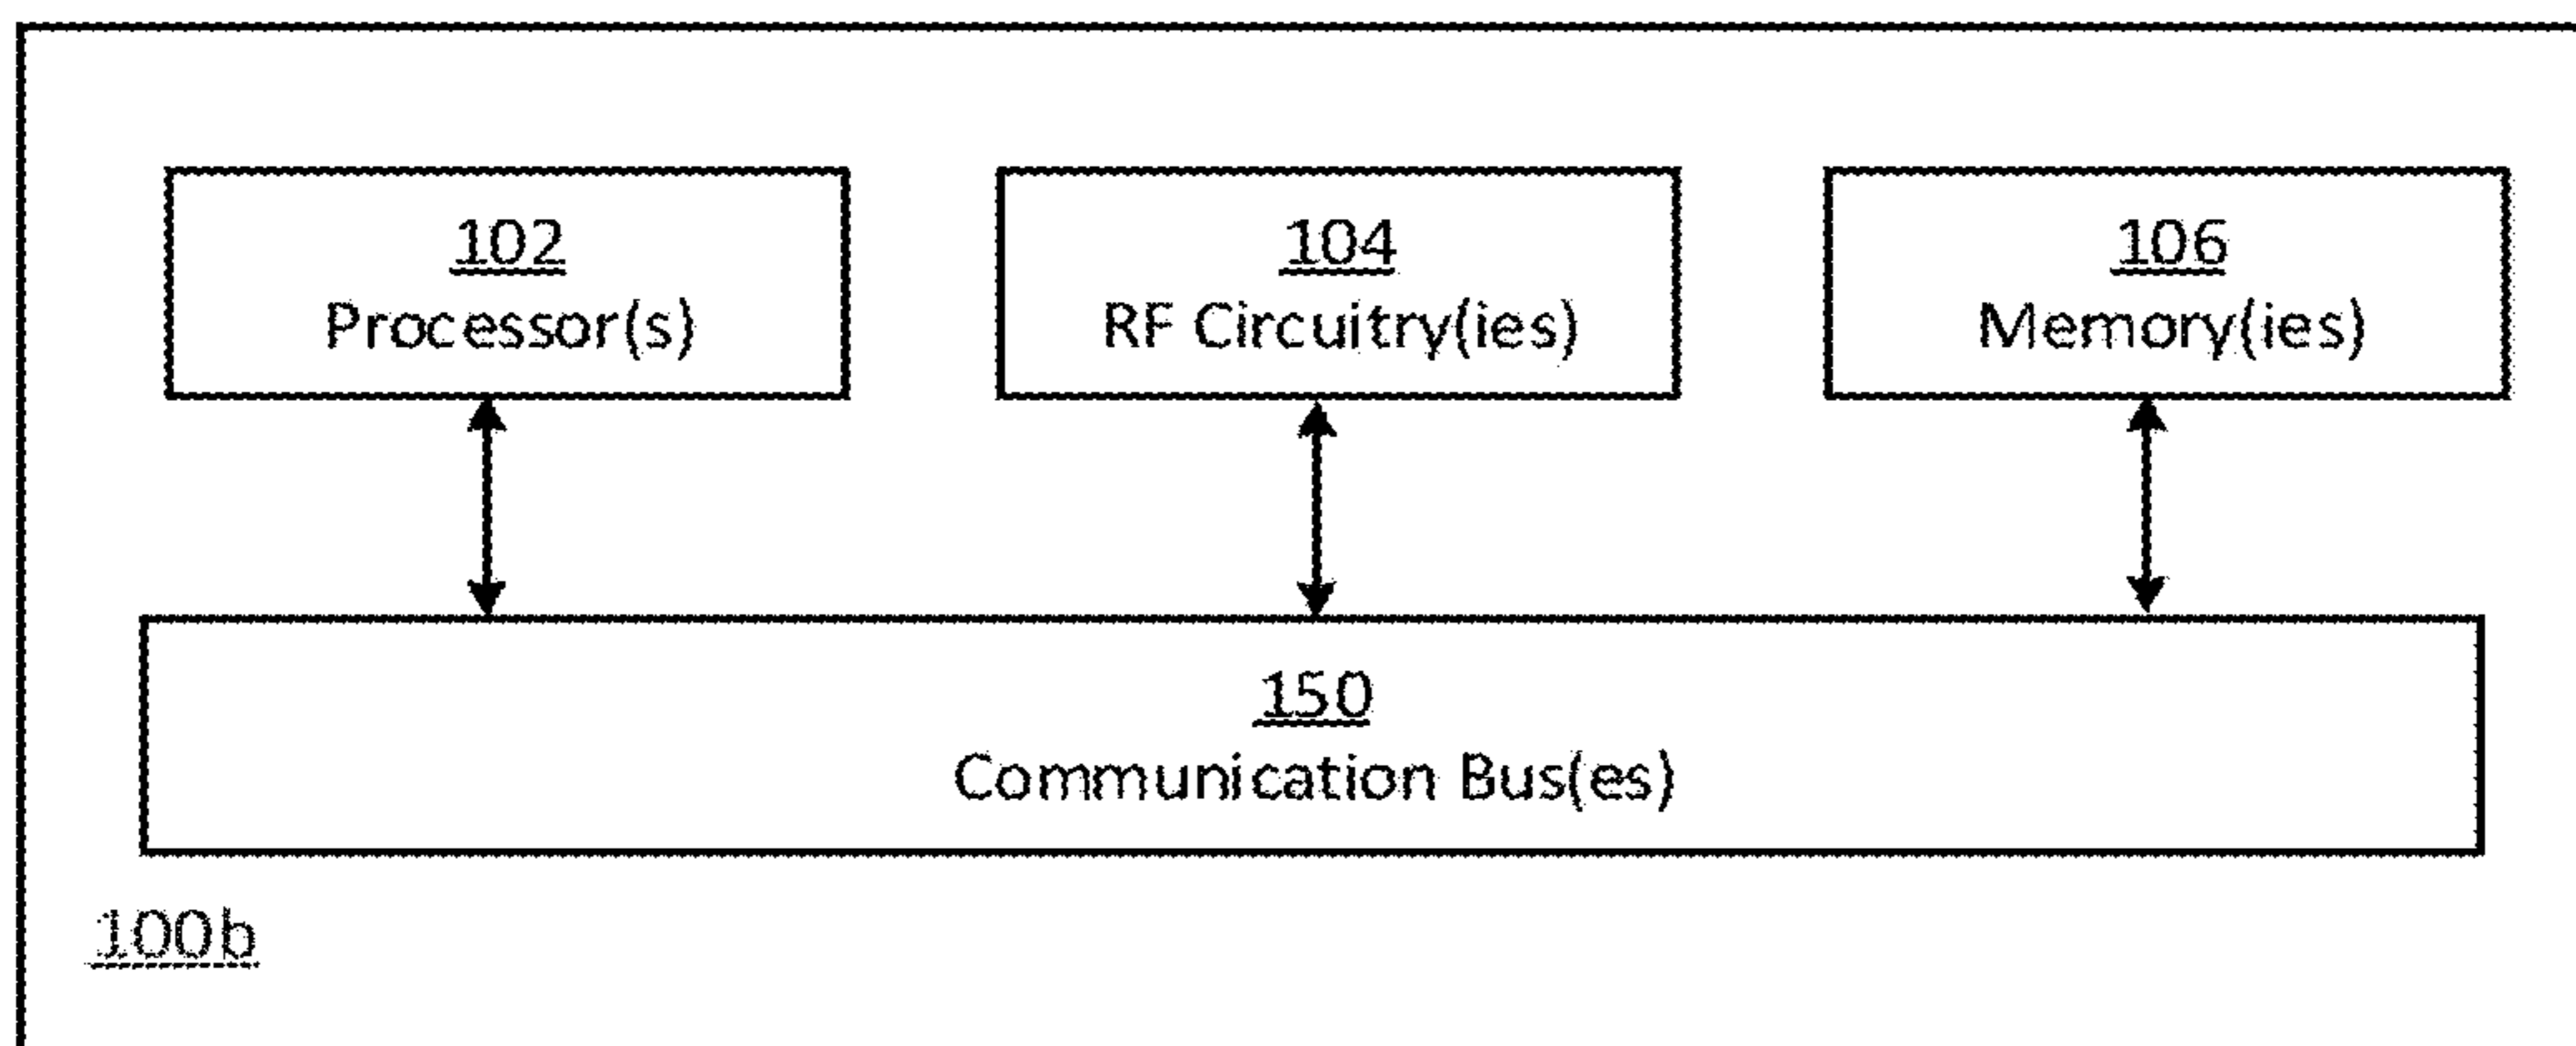 102
Processor(s)
104
RF Circuitry(ies)
106
Memory(ies)
150
Communication Bus(es)
100b